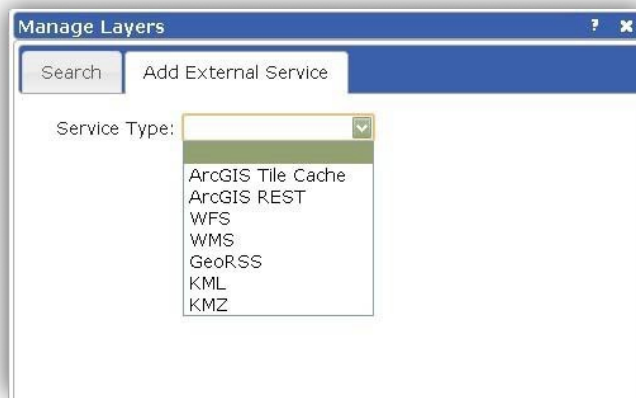 Manage Layers ? x
Search Add External Service
Service Type:
ArcGIS Tile Cache
ArcGIS REST
WFS
WMS
GeoRSS
KML
KMZ